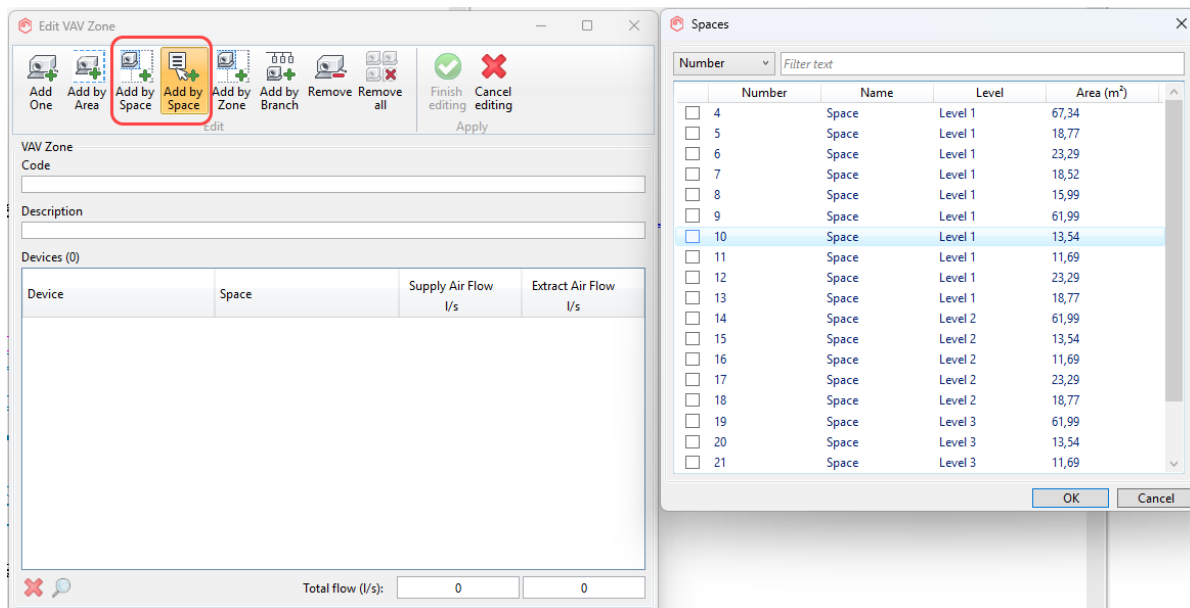 Edit VAV Zone
Add One
Add by Area
Add by Space
Add by Space
Add by Zone
Add by Branch
Remove
Remove all
Finish editing
Cancel editing
Edit
Apply
VAV Zone
Code
Description
Devices (0)
Device Space Supply Air Flow l/s Extract Air Flow l/s
Total flow (l/s): 0 0
Spaces
Number Filter text
Number Name Level Area (m²)
4 Space Level 1 67,34
5 Space Level 1 18,77
6 Space Level 1 23,29
7 Space Level 1 18,52
8 Space Level 1 15,99
9 Space Level 1 61,99
10 Space Level 1 13,54
11 Space Level 1 11,69
12 Space Level 1 23,29
13 Space Level 1 18,77
14 Space Level 2 61,99
15 Space Level 2 13,54
16 Space Level 2 11,69
17 Space Level 2 23,29
18 Space Level 2 18,77
19 Space Level 3 61,99
20 Space Level 3 13,54
21 Space Level 3 11,69
OK Cancel